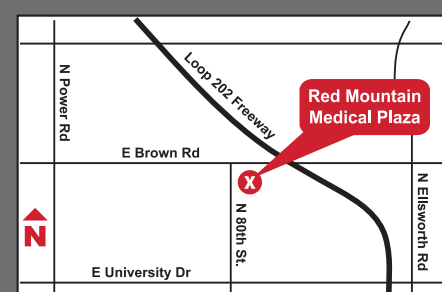 N Power Rd
Loop 202 Freeway
Red Mountain
Medical Plaza
E Brown Rd
X
N 80th St.
N Ellsworth Rd
N
E University Dr